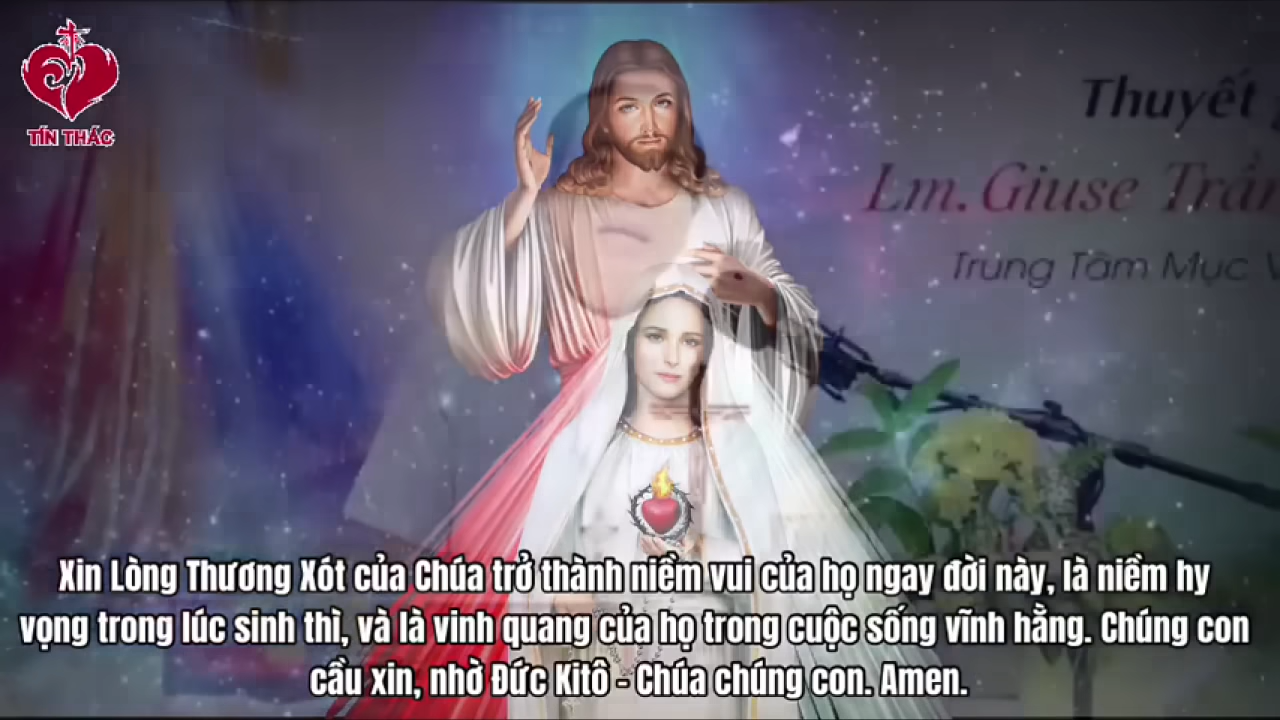 TÍN THÁC
Thuyết
Lm. Giuse Trần
Trung Tâm Mục
Xin Lòng Thương Xót của Chúa trở thành niềm vui của họ ngay đời này, là niềm hy
vọng trong lúc sinh thì, và là vinh quang của họ trong cuộc sống vĩnh hằng. Chúng con
cầu xin, nhờ Đức Kitô - Chúa chúng con. Amen.